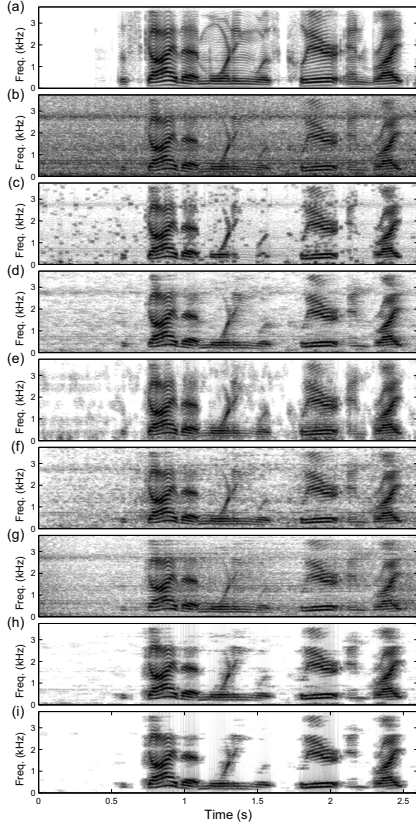 (a)
Freq. (kHz)
3
2
1
0
(b)
Freq. (kHz)
3
2
1
0
(c)
Freq. (kHz)
3
2
1
0
(d)
Freq. (kHz)
3
2
1
0
(e)
Freq. (kHz)
3
2
1
0
(f)
Freq. (kHz)
3
2
1
0
(g)
Freq. (kHz)
3
2
1
0
(h)
Freq. (kHz)
3
2
1
0
(i)
Freq. (kHz)
3
2
1
0
0 0.5 1 1.5 2 2.5
Time (s)